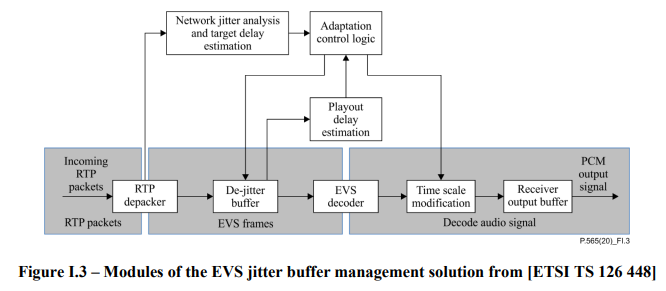 Network jitter analysis
and target delay
estimation
Adaptation
control logic
Playout
delay
estimation
Incoming
RTP
packets
RTP
depacker
RTP packets
De-jitter
buffer
EVS frames
EVS
decoder
Time scale
modification
Receiver
output buffer
Decode audio signal
PCM
output
signal
P.565(20)_FI.3
Figure I.3 – Modules of the EVS jitter buffer management solution from [ETSI TS 126 448]